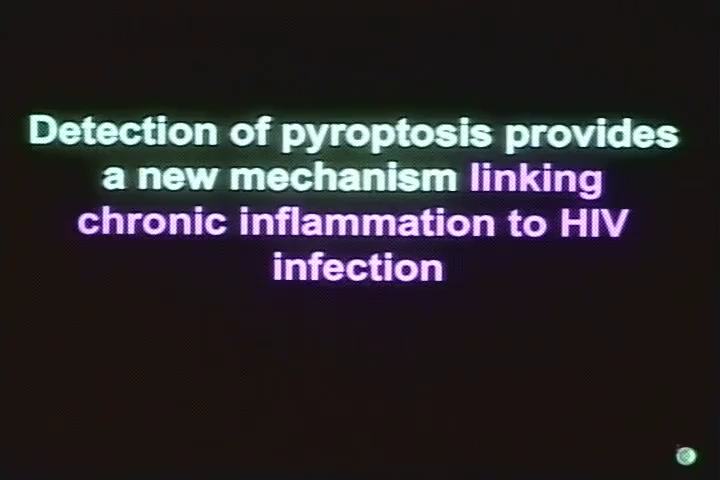 Detection of pyroptosis provides
a new mechanism linking
chronic inflammation to HIV
infection